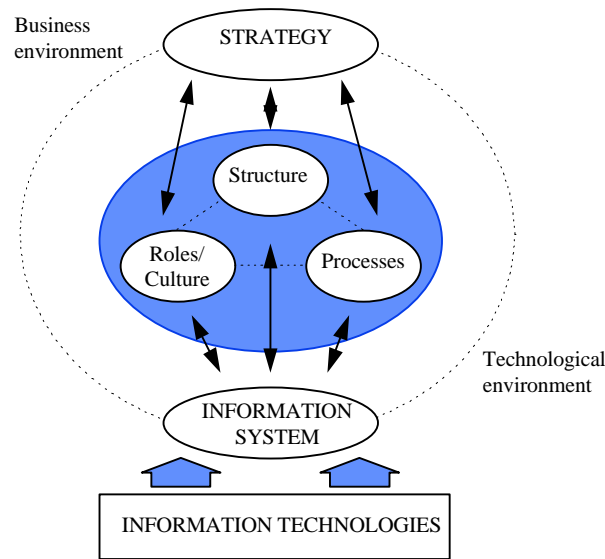 Business
environment
STRATEGY
Structure
Roles/
Culture
Processes
Technological
environment
INFORMATION
SYSTEM
INFORMATION TECHNOLOGIES